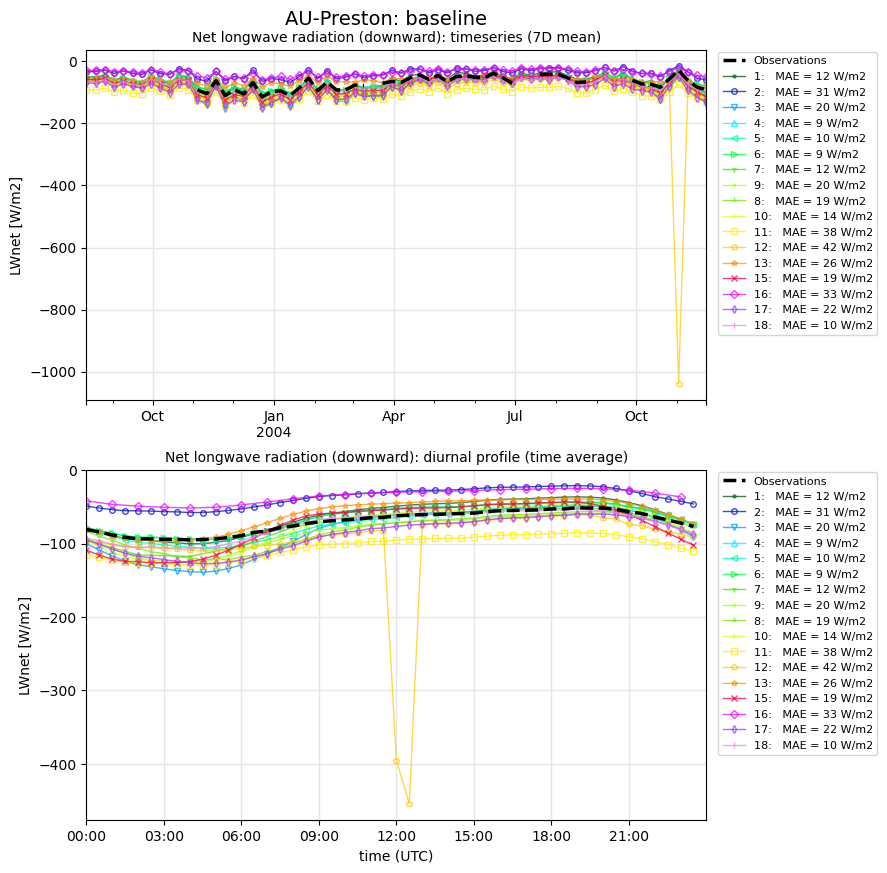 AU-Preston: baseline
Net longwave radiation (downward): timeseries (7D mean)
LWnet [W/m2]
0
−200
−400
−600
−800
−1000
Oct
Jan
2004
Apr
Jul
Oct
Observations
1:   MAE = 12 W/m2
2:   MAE = 31 W/m2
3:   MAE = 20 W/m2
4:   MAE = 9 W/m2
5:   MAE = 10 W/m2
6:   MAE = 9 W/m2
7:   MAE = 12 W/m2
9:   MAE = 20 W/m2
8:   MAE = 19 W/m2
10:   MAE = 14 W/m2
11:   MAE = 38 W/m2
12:   MAE = 42 W/m2
13:   MAE = 26 W/m2
15:   MAE = 19 W/m2
16:   MAE = 33 W/m2
17:   MAE = 22 W/m2
18:   MAE = 10 W/m2
Net longwave radiation (downward): diurnal profile (time average)
LWnet [W/m2]
0
−100
−200
−300
−400
00:00
03:00
06:00
09:00
12:00
15:00
18:00
21:00
time (UTC)
Observations
1:   MAE = 12 W/m2
2:   MAE = 31 W/m2
3:   MAE = 20 W/m2
4:   MAE = 9 W/m2
5:   MAE = 10 W/m2
6:   MAE = 9 W/m2
7:   MAE = 12 W/m2
9:   MAE = 20 W/m2
8:   MAE = 19 W/m2
10:   MAE = 14 W/m2
11:   MAE = 38 W/m2
12:   MAE = 42 W/m2
13:   MAE = 26 W/m2
15:   MAE = 19 W/m2
16:   MAE = 33 W/m2
17:   MAE = 22 W/m2
18:   MAE = 10 W/m2